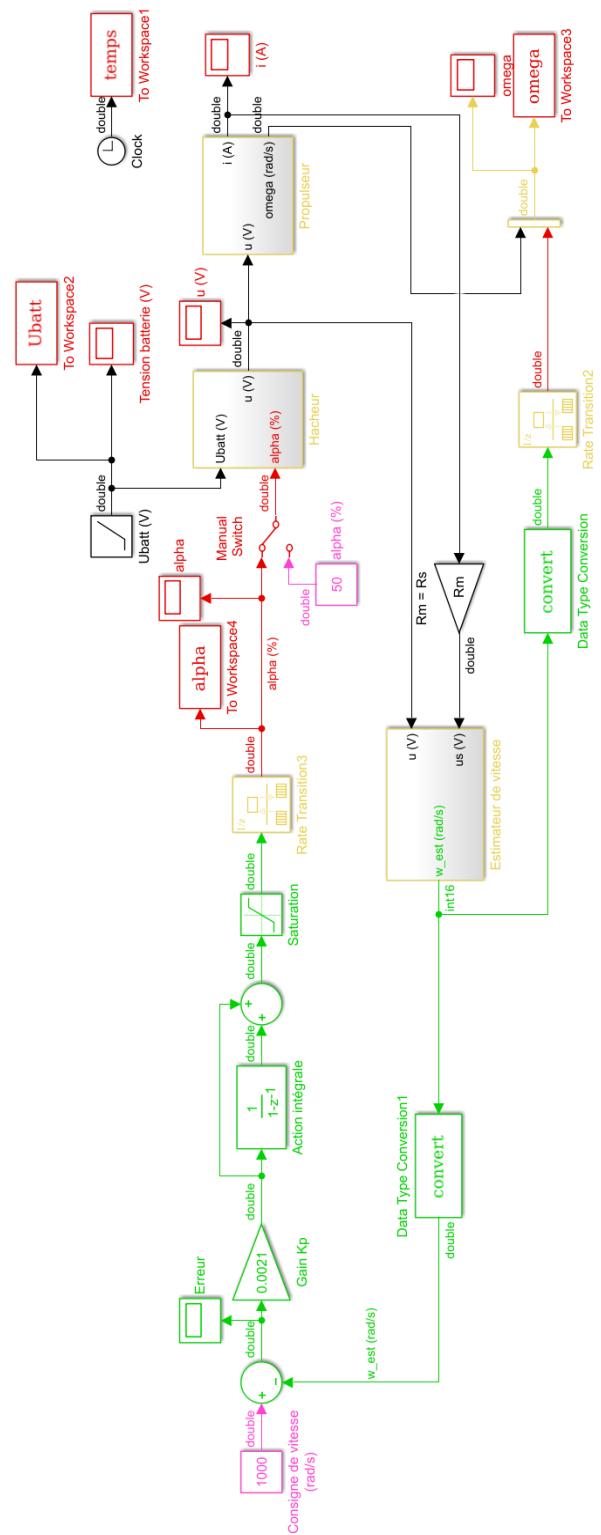 1000
double
Consigne de vitesse
(rad/s)
+
−
double
Erreur
0.0021
Gain Kp
double
1
1-z-1
Action intégrale
double
+
+
double
Saturation
double
1/z
Rate Transition3
double
alpha
To Workspace4
alpha (%)
alpha
Manual
Switch
50
double
alpha (%)
double
Ubatt (V)
double
Ubatt
To Workspace2
Tension batterie (V)
Ubatt (V)
alpha (%)
u (V)
Hacheur
double
u (V)
u (V)
i (A)
omega (rad/s)
Propulseur
double
double
i (A)
Clock
double
temps
To Workspace1
omega
omega
To Workspace3
double
double
1/z
Rate Transition2
double
convert
Data Type Conversion
Rm = Rs
Rm
double
u (V)
us (V)
w_est (rad/s)
Estimateur de vitesse
int16
convert
Data Type Conversion1
double
w_est (rad/s)